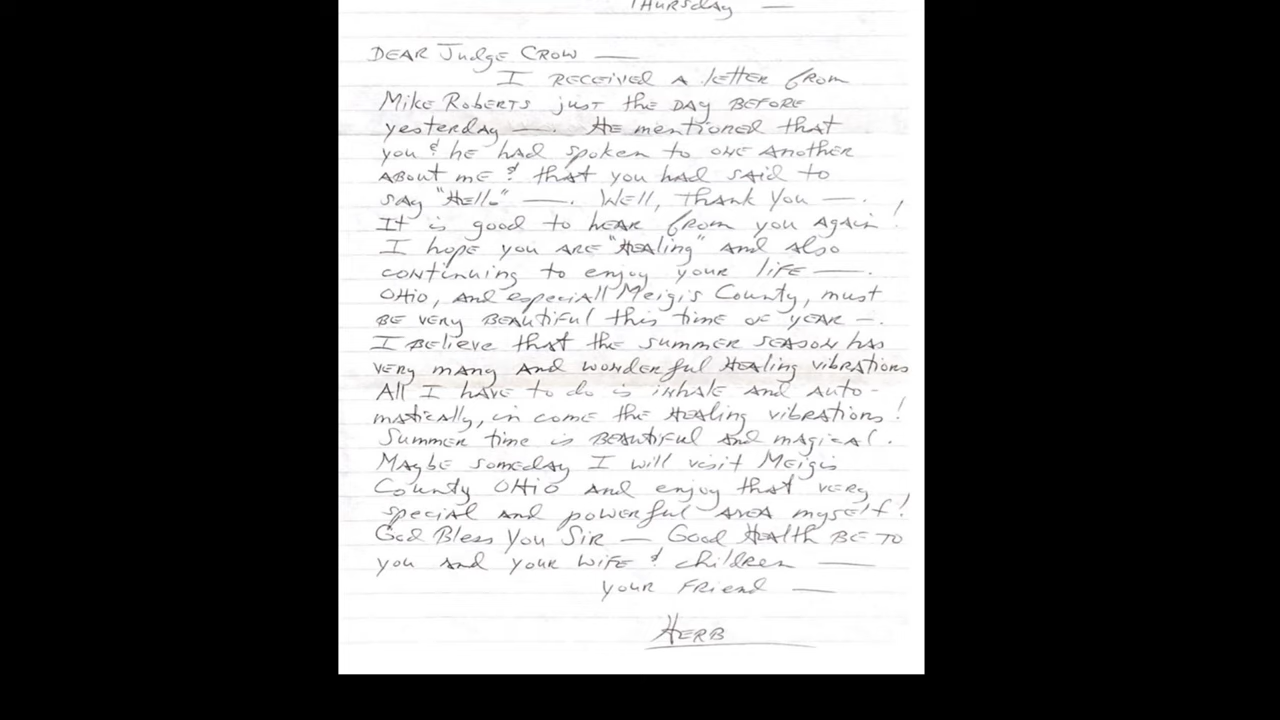 Thursday —
DEAR Judge CROW —
I RECEIVED A letter from
Mike ROBERTS just the DAY BEFORE
yesterday —. HE mentioned that
you & he had spoken to ONE ANOTHER
ABOUT ME & that you had SAID to
SAY "Hello" —. WELL, Thank You —.
It is good to hear from you AGAIN!
I hope you ARE "HEAling" and also
continuing to enjoy your life —.
OHio, and especiAll Meigis County, must
BE VERY BEAUTIFUL this time OF YEAR —.
I BElieve that the SUMMER SEASON has
VERY mANy and wONDERful HEAling vibrations
All I have to do is iNHALE and AUTO-
mAtically, in come the HEAling vibrations!
Summer time is BEAUTIFUL and magical.
MAybe someday I will visit Meigis
County OHio and enjoy that VERY
special and powerful AREA myself!
God Bless You Sir — Good HEAlth BE TO
you and your WIFE & children —
your Friend —
HERB